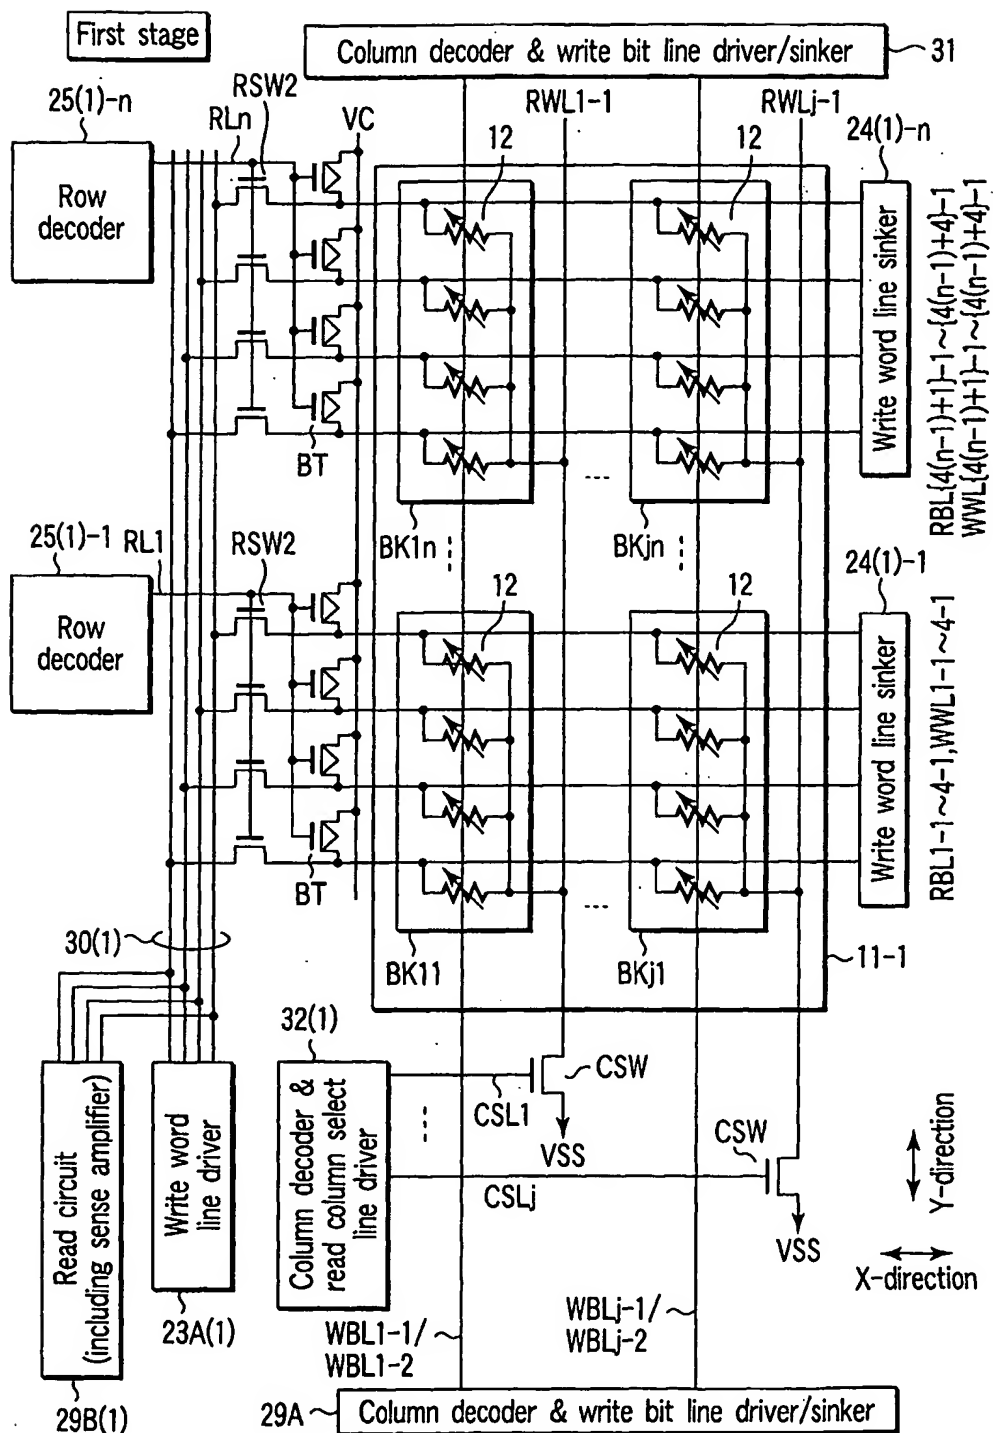 First stage
Column decoder & write bit line driver/sinker
31
RSW2
25(1)-n
RLn
VC
RWL1-1
RWLj-1
24(1)-n
12
12
Row
decoder
Write word line sinker
RBL{4(n-1)+1}-1~{4(n-1)+4}-1
WWL{4(n-1)+1}-1~{4(n-1)+4}-1
BT
...
BK1n
BKjn
25(1)-1
RL1
RSW2
12
12
24(1)-1
Row
decoder
Write word line sinker
RBL1-1~4-1,WWL1-1~4-1
BT
...
30(1)
BK11
BKj1
11-1
32(1)
CSW
CSL1
VSS
CSW
CSLj
VSS
Column decoder &
read column select
line driver
Read circuit
(including sense amplifier)
Write word
line driver
Y-direction
X-direction
23A(1)
WBL1-1/
WBL1-2
WBLj-1/
WBLj-2
29B(1)
29A
Column decoder & write bit line driver/sinker